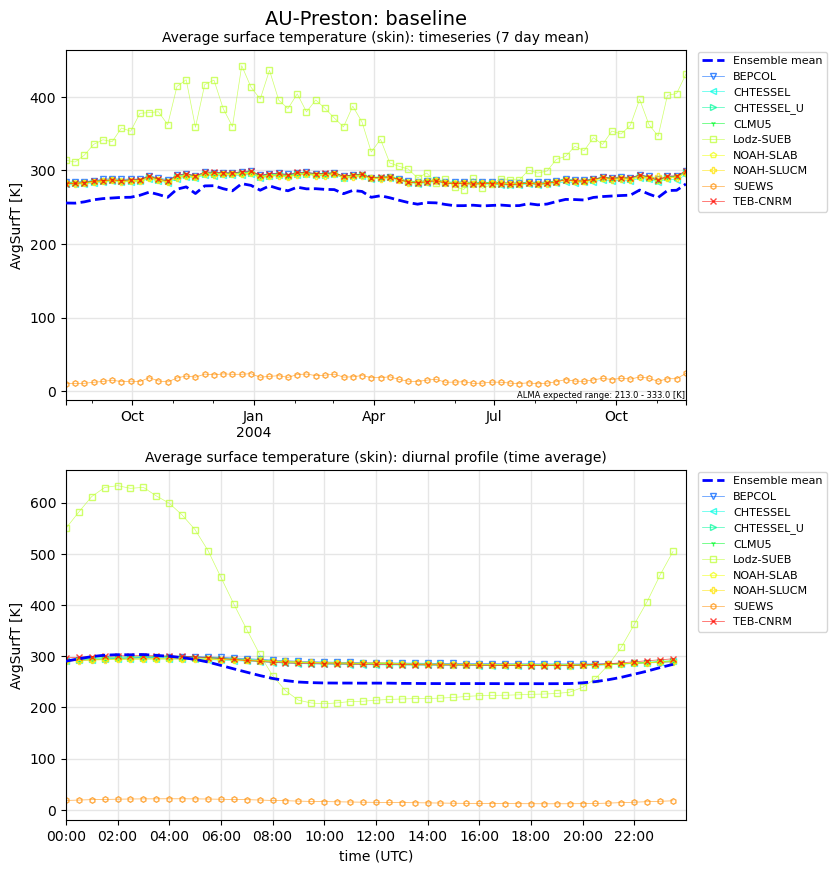 AU-Preston: baseline
Average surface temperature (skin): timeseries (7 day mean)
AvgSurfT [K]
400
300
200
100
0
Oct
Jan
2004
Apr
Jul
Oct
ALMA expected range: 213.0 - 333.0 [K]
Ensemble mean
BEPCOL
CHTESSEL
CHTESSEL_U
CLMU5
Lodz-SUEB
NOAH-SLAB
NOAH-SLUCM
SUEWS
TEB-CNRM
Average surface temperature (skin): diurnal profile (time average)
AvgSurfT [K]
600
500
400
300
200
100
0
00:00 02:00 04:00 06:00 08:00 10:00 12:00 14:00 16:00 18:00 20:00 22:00
time (UTC)
Ensemble mean
BEPCOL
CHTESSEL
CHTESSEL_U
CLMU5
Lodz-SUEB
NOAH-SLAB
NOAH-SLUCM
SUEWS
TEB-CNRM